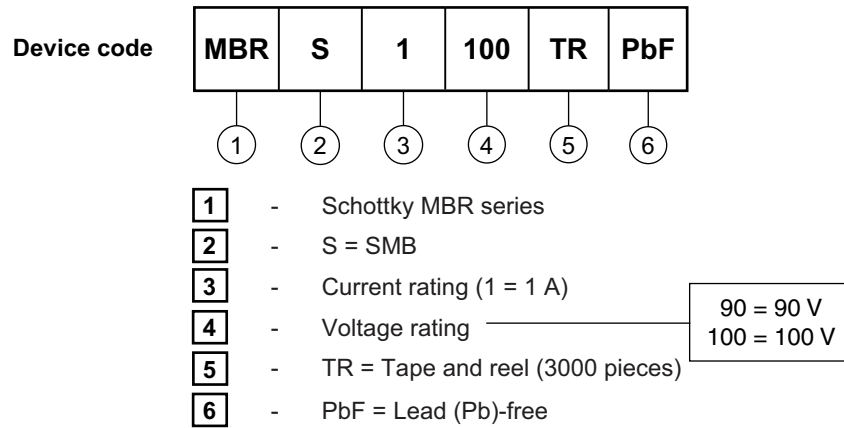 Device code MBR S 1 100 TR PbF
1 2 3 4 5 6
1 - Schottky MBR series
2 - S = SMB
3 - Current rating (1 = 1 A)
4 - Voltage rating
90 = 90 V
100 = 100 V
5 - TR = Tape and reel (3000 pieces)
6 - PbF = Lead (Pb)-free